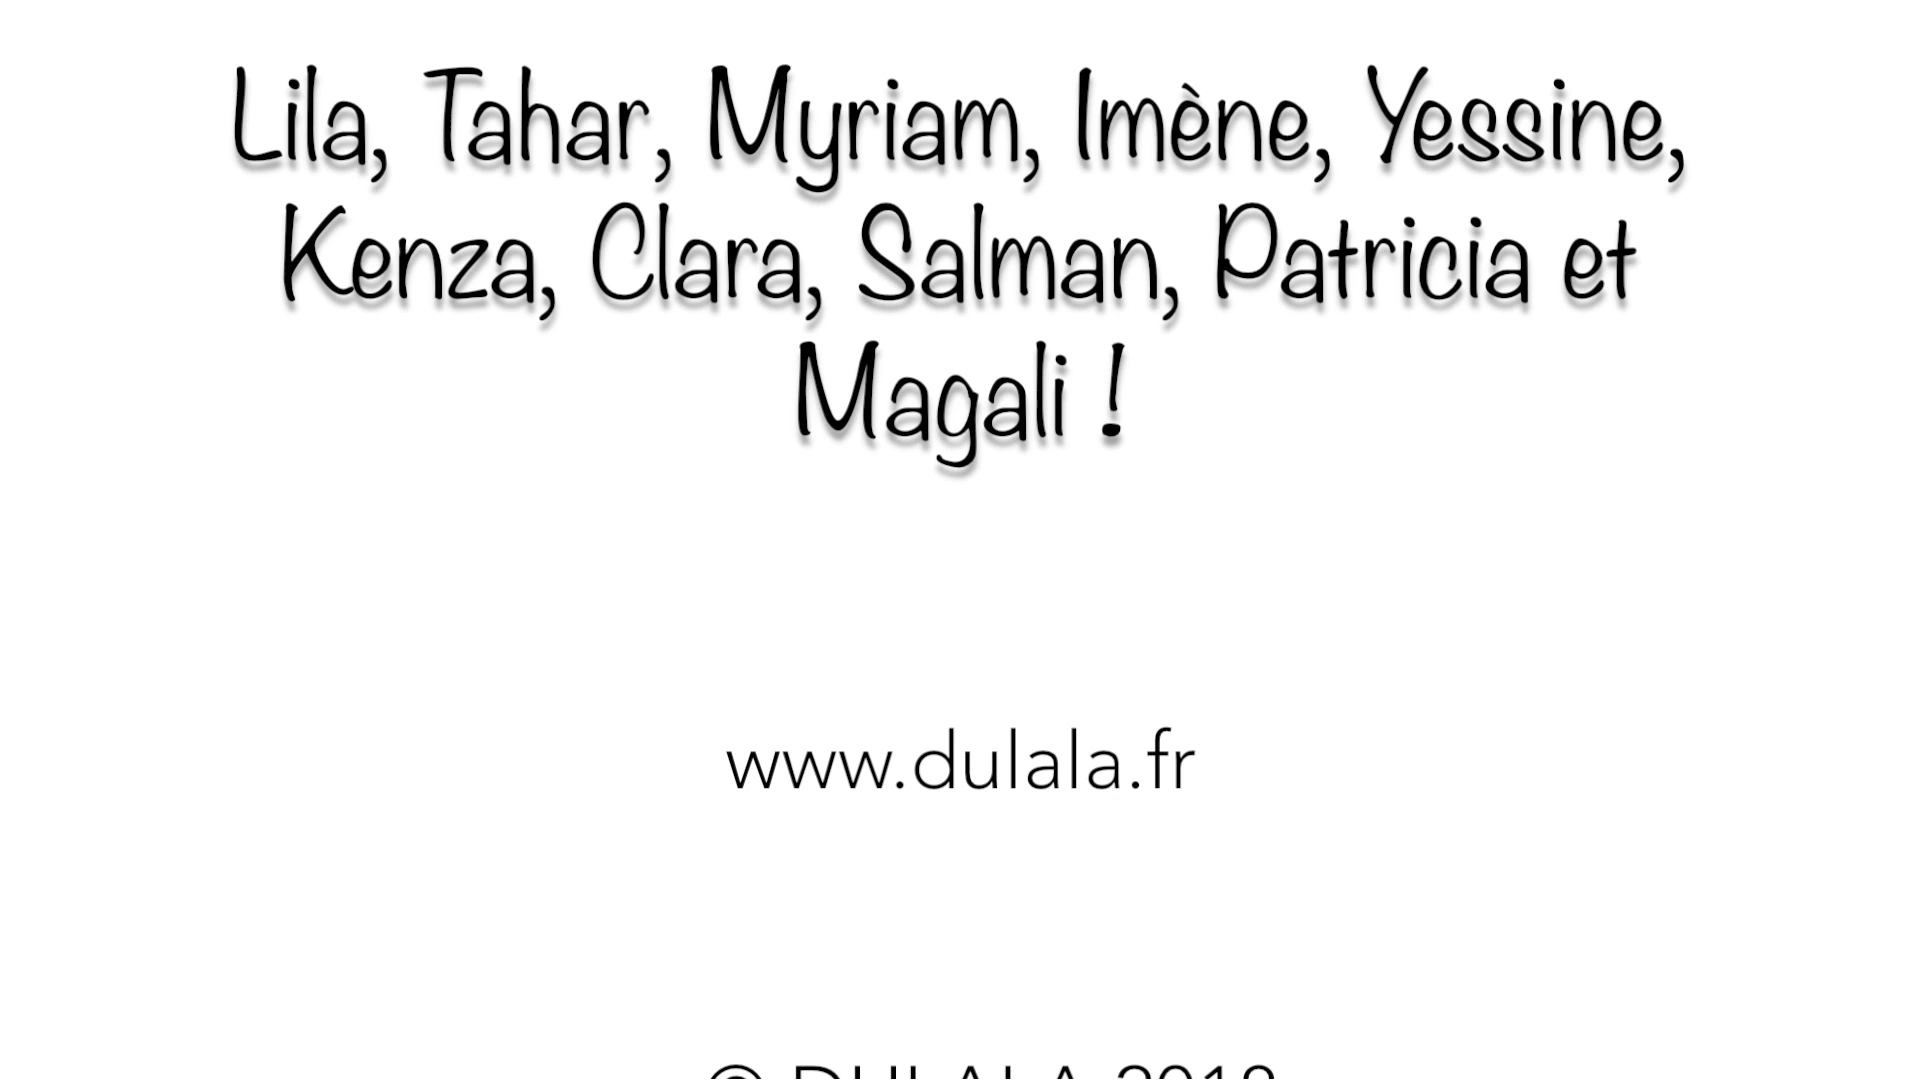 Lila, Tahar, Myriam, Imène, Yessine,
Kenza, Clara, Salman, Patricia et
Magali !
www.dulala.fr
© DULALA 2018